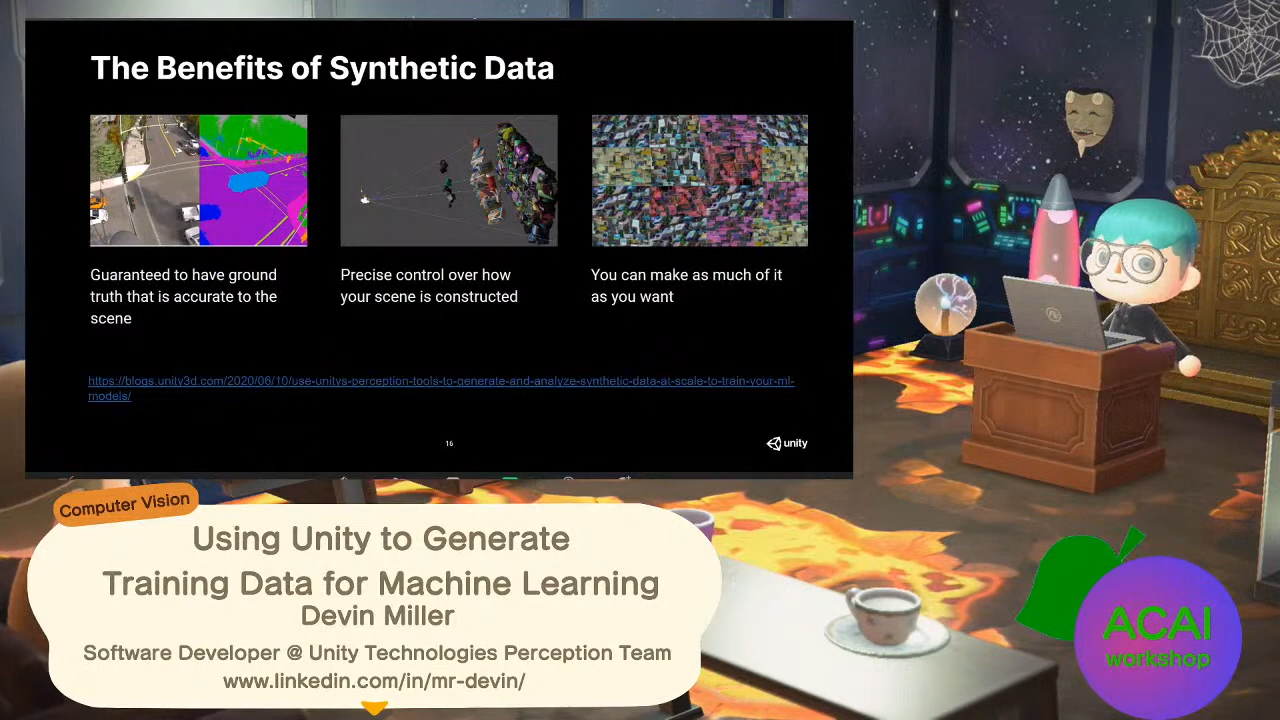 The Benefits of Synthetic Data
Guaranteed to have ground
truth that is accurate to the
scene
Precise control over how
your scene is constructed
You can make as much of it
as you want
https://blogs.unity3d.com/2020/06/10/use-unitys-perception-tools-to-generate-and-analyze-synthetic-data-at-scale-to-train-your-ml-
models/
16
unity
Computer Vision
Using Unity to Generate
Training Data for Machine Learning
Devin Miller
Software Developer @ Unity Technologies Perception Team
www.linkedin.com/in/mr-devin/
ACAI
workshop